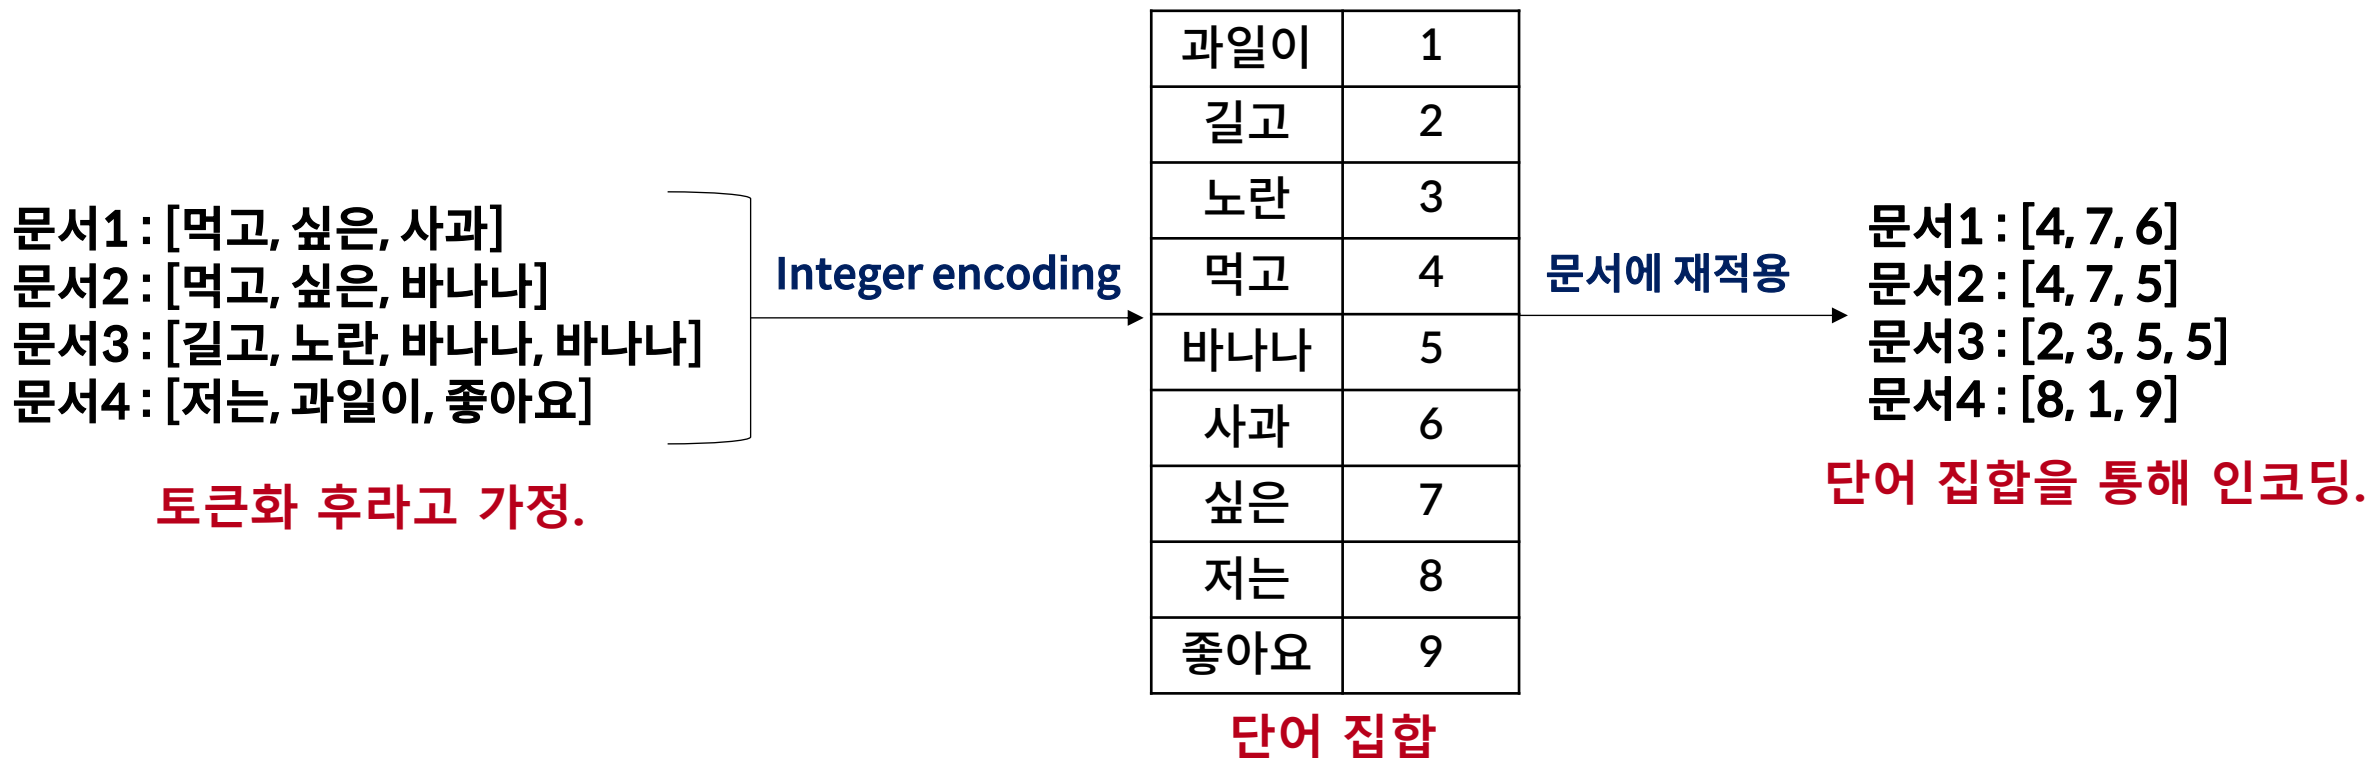 문서1 : [먹고, 싶은, 사과]
문서2 : [먹고, 싶은, 바나나]
문서3 : [길고, 노란, 바나나, 바나나]
문서4 : [저는, 과일이, 좋아요]
토큰화 후라고 가정.
Integer encoding
과일이 1
길고 2
노란 3
먹고 4
바나나 5
사과 6
싶은 7
저는 8
좋아요 9
단어 집합
문서에 재적용
문서1 : [4, 7, 6]
문서2 : [4, 7, 5]
문서3 : [2, 3, 5, 5]
문서4 : [8, 1, 9]
단어 집합을 통해 인코딩.